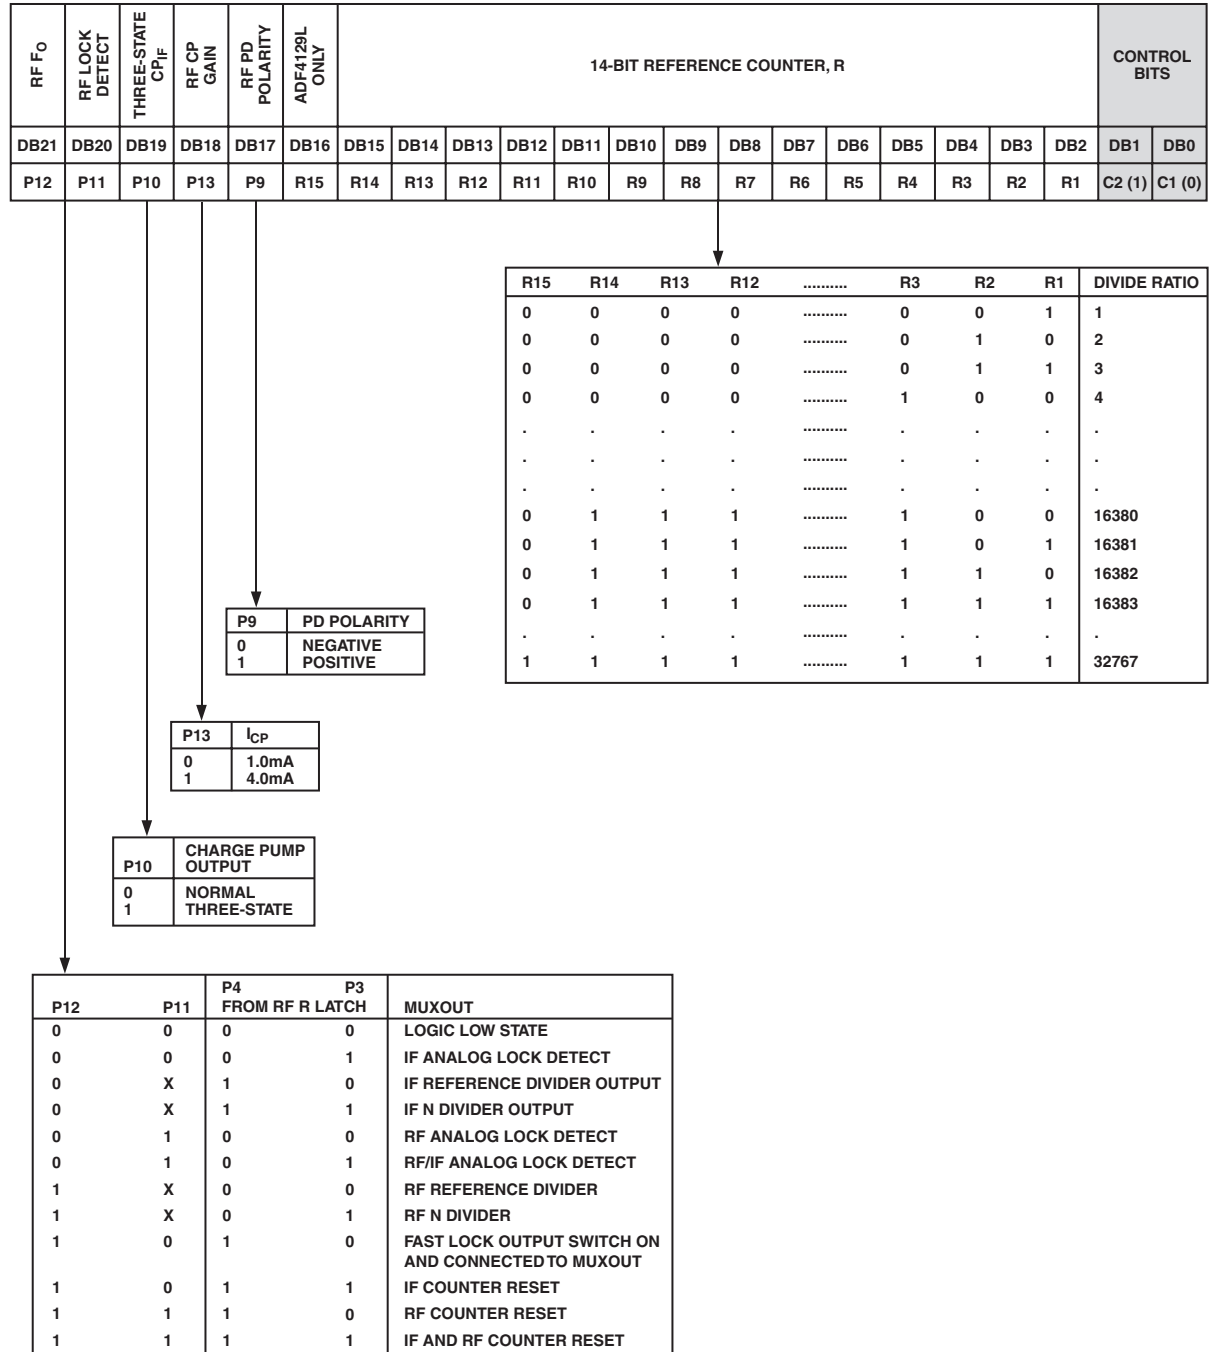 RF FO
RF LOCK DETECT
THREE-STATE CPIF
RF CP GAIN
RF PD POLARITY
ADF4129L ONLY
14-BIT REFERENCE COUNTER, R
CONTROL BITS
DB21 DB20 DB19 DB18 DB17 DB16 DB15 DB14 DB13 DB12 DB11 DB10 DB9 DB8 DB7 DB6 DB5 DB4 DB3 DB2 DB1 DB0
P12 P11 P10 P13 P9 R15 R14 R13 R12 R11 R10 R9 R8 R7 R6 R5 R4 R3 R2 R1 C2 (1) C1 (0)
R15 R14 R13 R12 .......... R3 R2 R1 DIVIDE RATIO
0 0 0 0 .......... 0 0 1 1
0 0 0 0 .......... 0 1 0 2
0 0 0 0 .......... 0 1 1 3
0 0 0 0 .......... 1 0 0 4
. . . . .......... . . . .
. . . . .......... . . . .
. . . . .......... . . . .
0 1 1 1 .......... 1 0 0 16380
0 1 1 1 .......... 1 0 1 16381
0 1 1 1 .......... 1 1 0 16382
0 1 1 1 .......... 1 1 1 16383
. . . . .......... . . . .
1 1 1 1 .......... 1 1 1 32767
P9 PD POLARITY
0 NEGATIVE
1 POSITIVE
P13 ICP
0 1.0mA
1 4.0mA
P10 CHARGE PUMP OUTPUT
0 NORMAL
1 THREE-STATE
P4 P3
P12 P11 FROM RF R LATCH MUXOUT
0 0 0 0 LOGIC LOW STATE
0 0 0 1 IF ANALOG LOCK DETECT
0 X 1 0 IF REFERENCE DIVIDER OUTPUT
0 X 1 1 IF N DIVIDER OUTPUT
0 1 0 0 RF ANALOG LOCK DETECT
0 1 0 1 RF/IF ANALOG LOCK DETECT
1 X 0 0 RF REFERENCE DIVIDER
1 X 0 1 RF N DIVIDER
1 0 1 0 FAST LOCK OUTPUT SWITCH ON
AND CONNECTED TO MUXOUT
1 0 1 1 IF COUNTER RESET
1 1 1 0 RF COUNTER RESET
1 1 1 1 IF AND RF COUNTER RESET